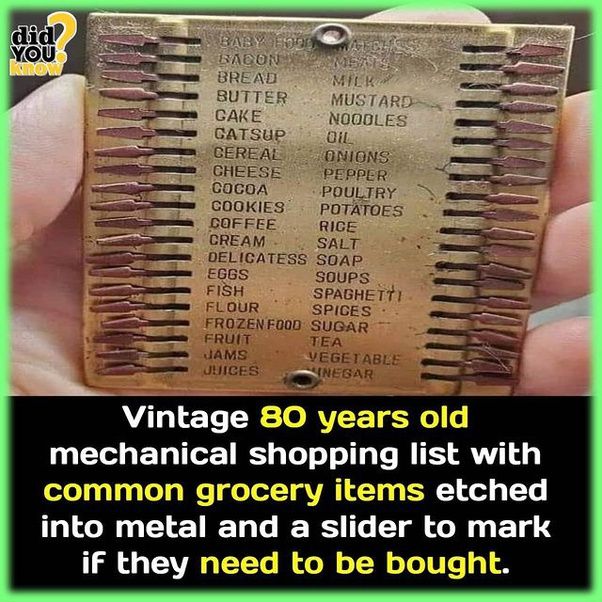 did
YOU?
know
BABY FOOD MATCHES
BACON MEATS
BREAD MILK
BUTTER MUSTARD
CAKE NOODLES
CATSUP OIL
CEREAL ONIONS
CHEESE PEPPER
COCOA POULTRY
COOKIES POTATOES
COFFEE RICE
CREAM SALT
DELICATESS SOAP
EGGS SOUPS
FISH SPAGHETTI
FLOUR SPICES
FROZEN FOOD SUGAR
FRUIT TEA
JAMS VEGETABLE
JUICES VINEGAR
Vintage 80 years old
mechanical shopping list with
common grocery items etched
into metal and a slider to mark
if they need to be bought.